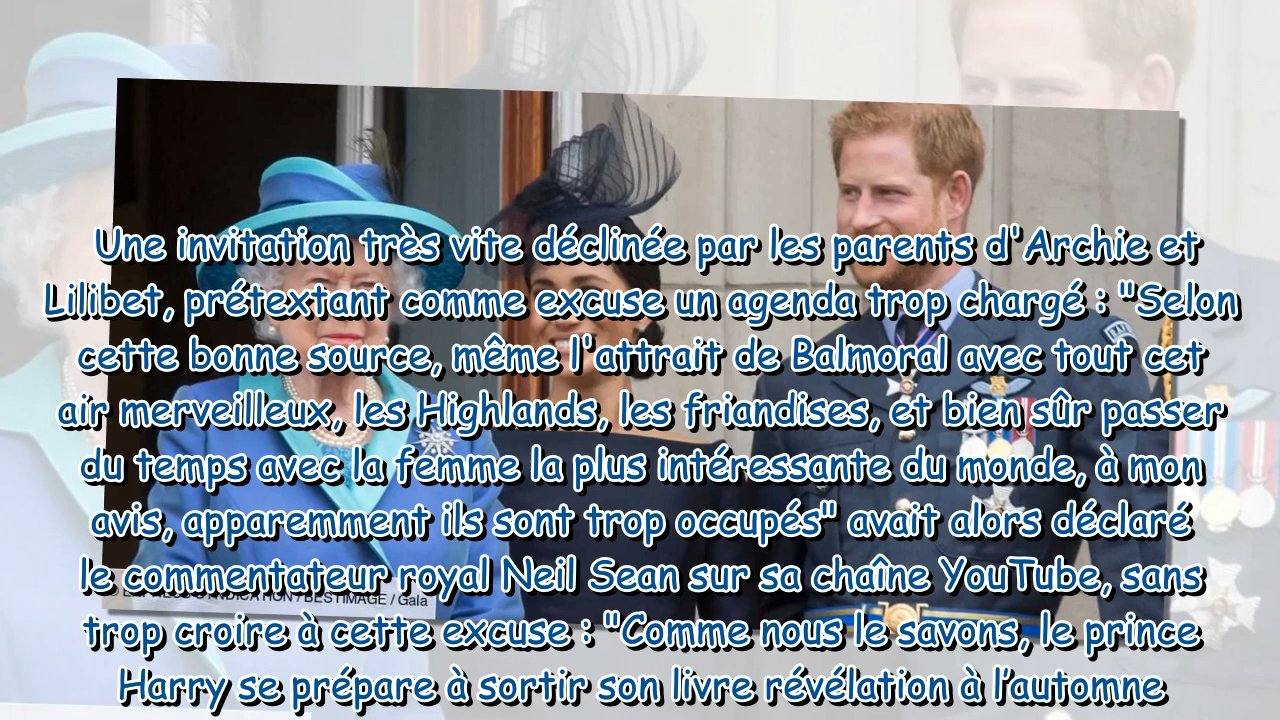 Une invitation très vite déclinée par les parents d'Archie et
Lilibet, prétextant comme excuse un agenda trop chargé : "Selon
cette bonne source, même l'attrait de Balmoral avec tout cet
air merveilleux, les Highlands, les friandises, et bien sûr passer
du temps avec la femme la plus intéressante du monde, à mon
avis, apparemment ils sont trop occupés" avait alors déclaré
le commentateur royal Neil Sean sur sa chaîne YouTube, sans
/ BESTIMAGE / Gala
trop croire à cette excuse : "Comme nous le savons, le prince
Harry se prépare à sortir son livre révélation à l’automne